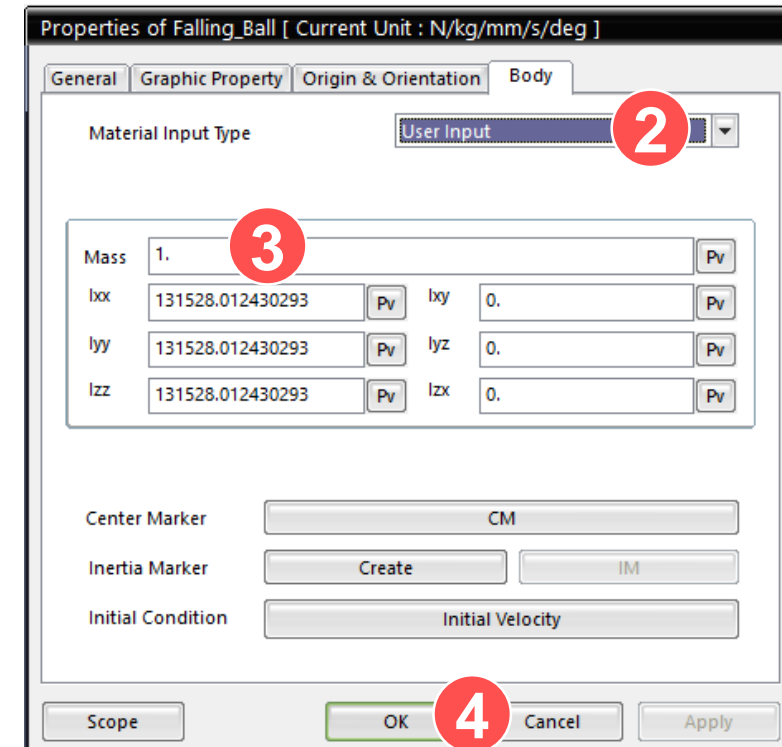 Properties of Falling_Ball [ Current Unit : N/kg/mm/s/deg ]
General Graphic Property Origin & Orientation Body
Material Input Type User Input 2
3
Mass 1. Pv
Ixx 131528.012430293 Pv Ixy 0. Pv
Iyy 131528.012430293 Pv Iyz 0. Pv
Izz 131528.012430293 Pv Izx 0. Pv
Center Marker CM
Inertia Marker Create IM
Initial Condition Initial Velocity
Scope OK 4 Cancel Apply